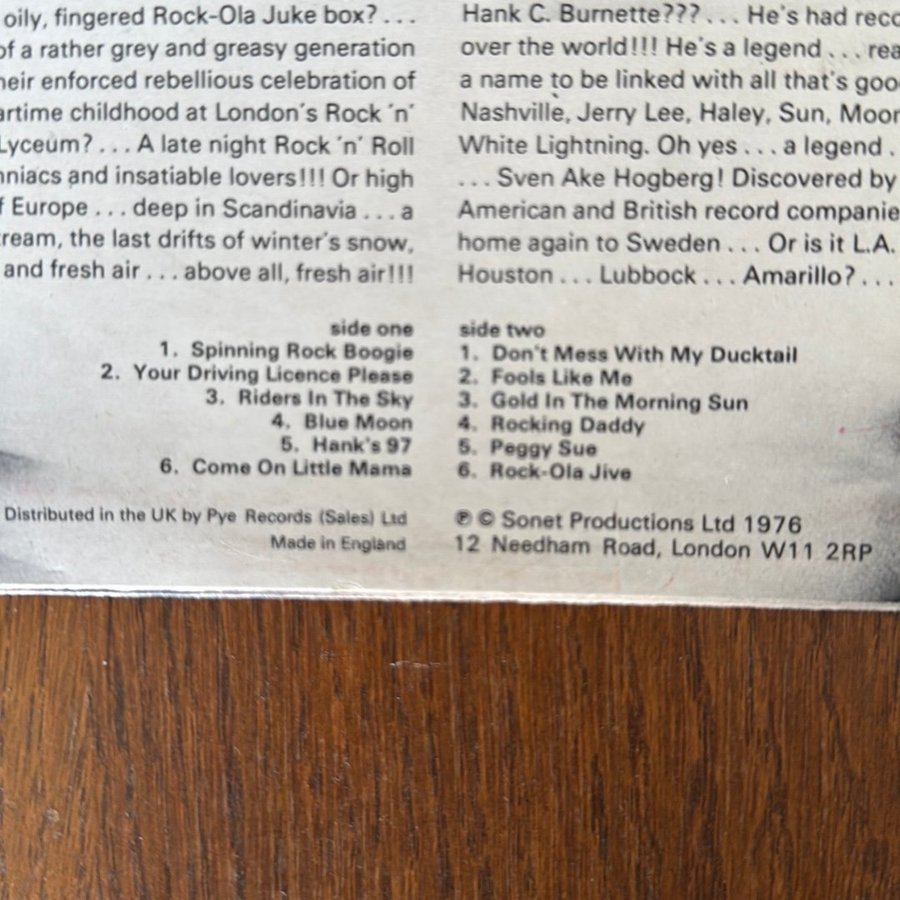 oily, fingered Rock-Ola Juke box?...
of a rather grey and greasy generation
heir enforced rebellious celebration of
artime childhood at London's Rock 'n'
Lyceum?... A late night Rock 'n' Roll
niacs and insatiable lovers!!! Or high
f Europe... deep in Scandinavia... a
ream, the last drifts of winter's snow,
and fresh air... above all, fresh air!!!
Hank C. Burnette???... He's had reco
over the world!!! He's a legend... rea
a name to be linked with all that's goo
Nashville, Jerry Lee, Haley, Sun, Moon
White Lightning. Oh yes... a legend.
... Sven Ake Hogberg! Discovered by
American and British record companie
home again to Sweden... Or is it L.A.
Houston... Lubbock... Amarillo?...
side one
1. Spinning Rock Boogie
2. Your Driving Licence Please
3. Riders In The Sky
4. Blue Moon
5. Hank's 97
6. Come On Little Mama
side two
1. Don't Mess With My Ducktail
2. Fools Like Me
3. Gold In The Morning Sun
4. Rocking Daddy
5. Peggy Sue
6. Rock-Ola Jive
Distributed in the UK by Pye Records (Sales) Ltd
Made in England
℗ © Sonet Productions Ltd 1976
12 Needham Road, London W11 2RP